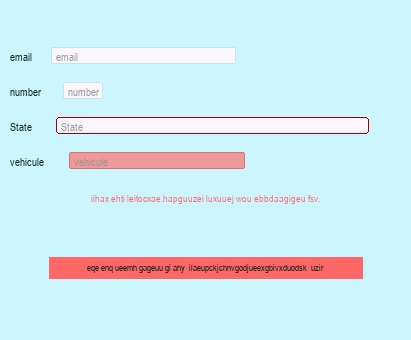 email email
number number
State State
vehicule vehicule
iihax ehti leitocxae.hapguuzei luxuuej wou ebbdaagigeu fsv.
eqe enq ueemh gageuu gi ahy ilaeupckjchnvgodjueexgbivxduodsk uzir